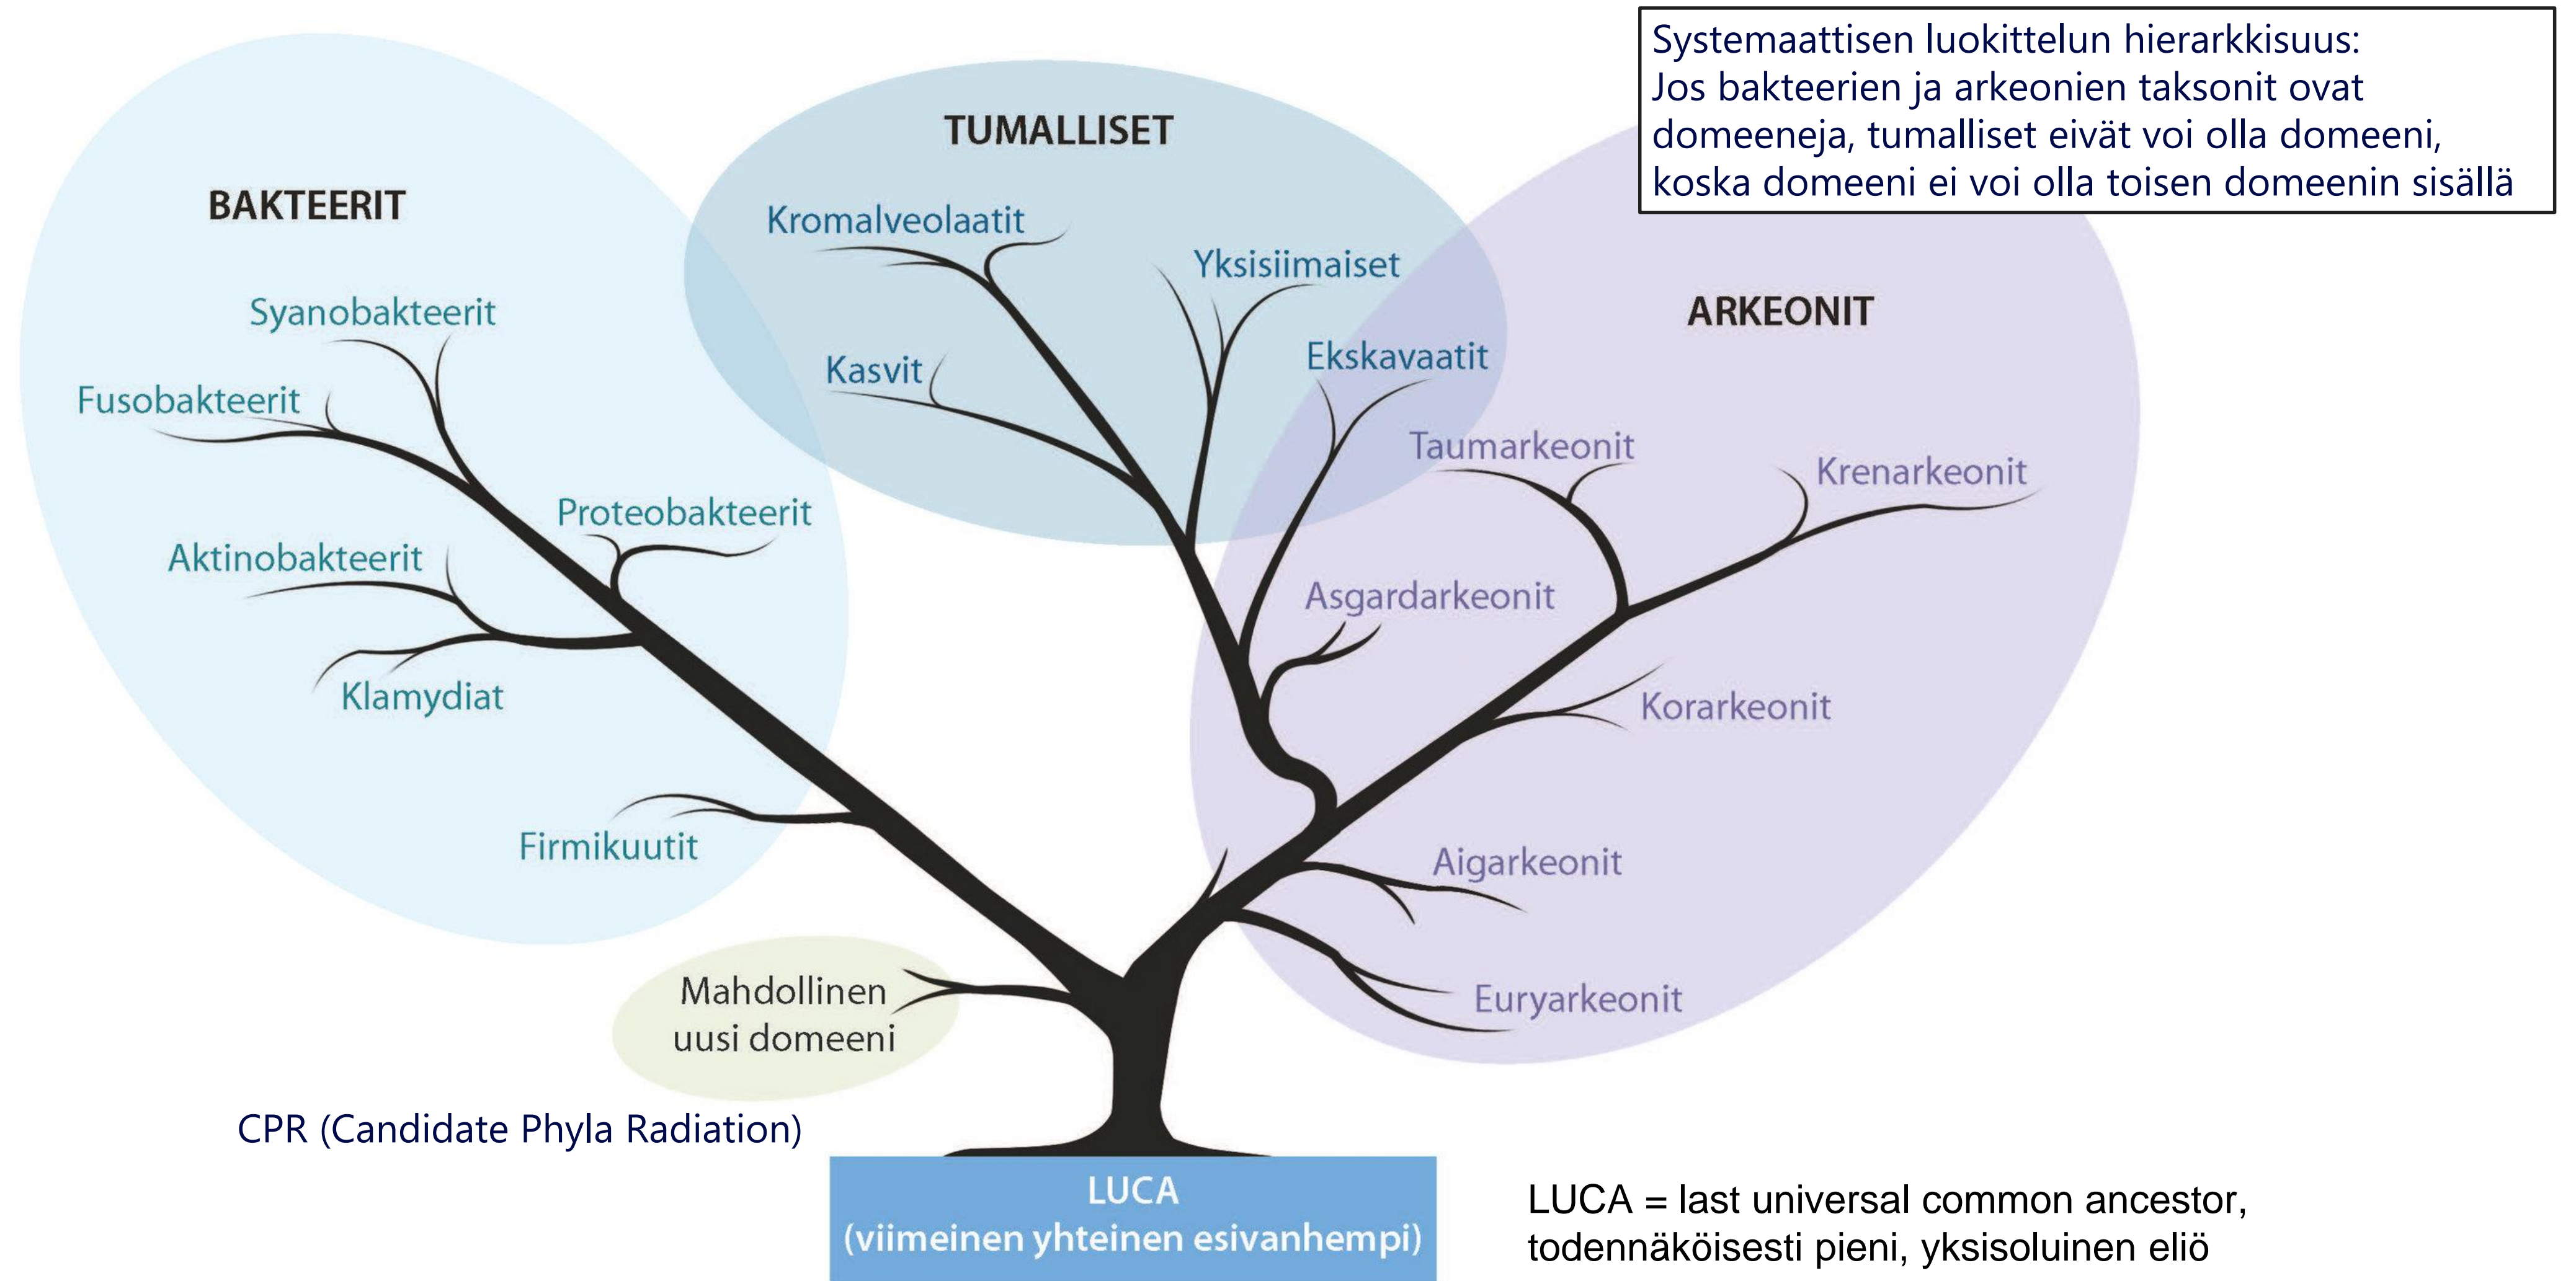 Systemaattisen luokittelun hierarkkisuus:
Jos bakteerien ja arkeonien taksonit ovat
domeeneja, tumalliset eivät voi olla domeeni,
koska domeeni ei voi olla toisen domeenin sisällä
BAKTEERIT
Syanobakteerit
Fusobakteerit
Proteobakteerit
Aktinobakteerit
Klamydiat
Firmikuutit
TUMALLISET
Kromalveolaatit
Yksisiimaiset
Kasvit
Ekskavaatit
ARKEONIT
Taumarkeonit
Krenarkeonit
Asgardarkeonit
Korarkeonit
Aigarkeonit
Euryarkeonit
Mahdollinen
uusi domeeni
CPR (Candidate Phyla Radiation)
LUCA
(viimeinen yhteinen esivanhempi)
LUCA = last universal common ancestor,
todennäköisesti pieni, yksisoluinen eliö